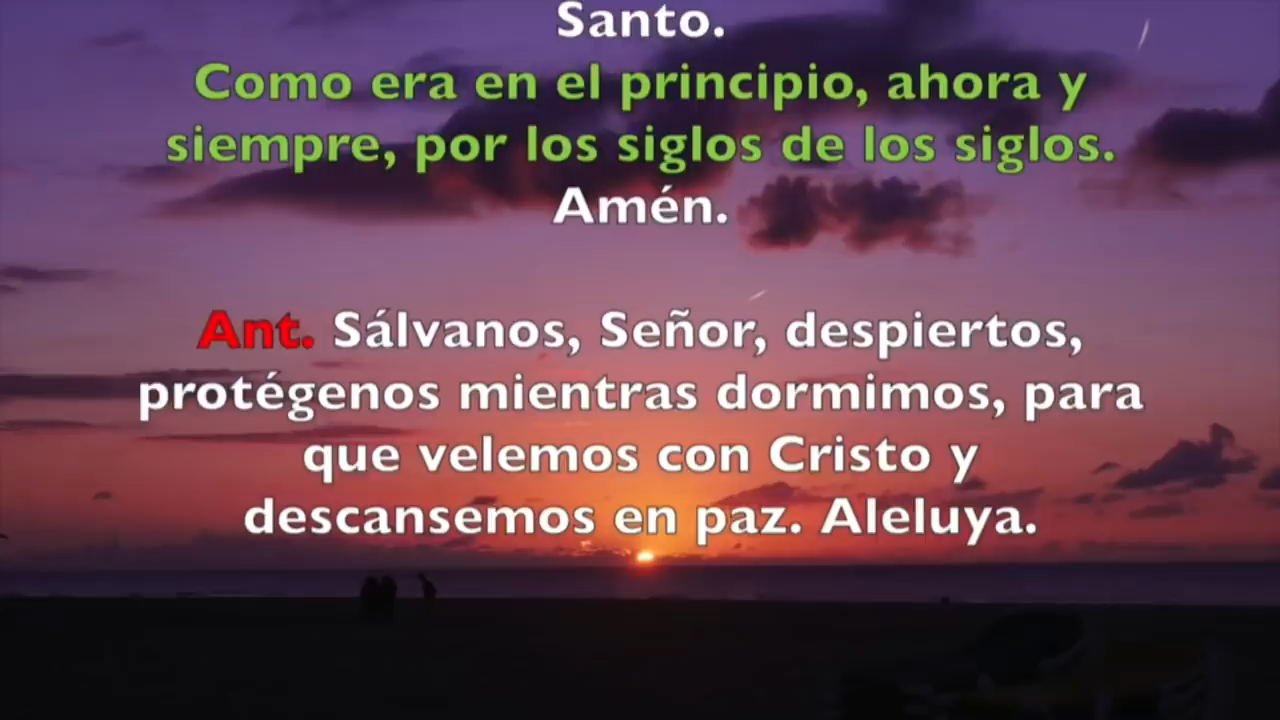 Santo.
Como era en el principio, ahora y
siempre, por los siglos de los siglos.
Amén.
Ant. Sálvanos, Señor, despiertos,
protégenos mientras dormimos, para
que velemos con Cristo y
descansemos en paz. Aleluya.